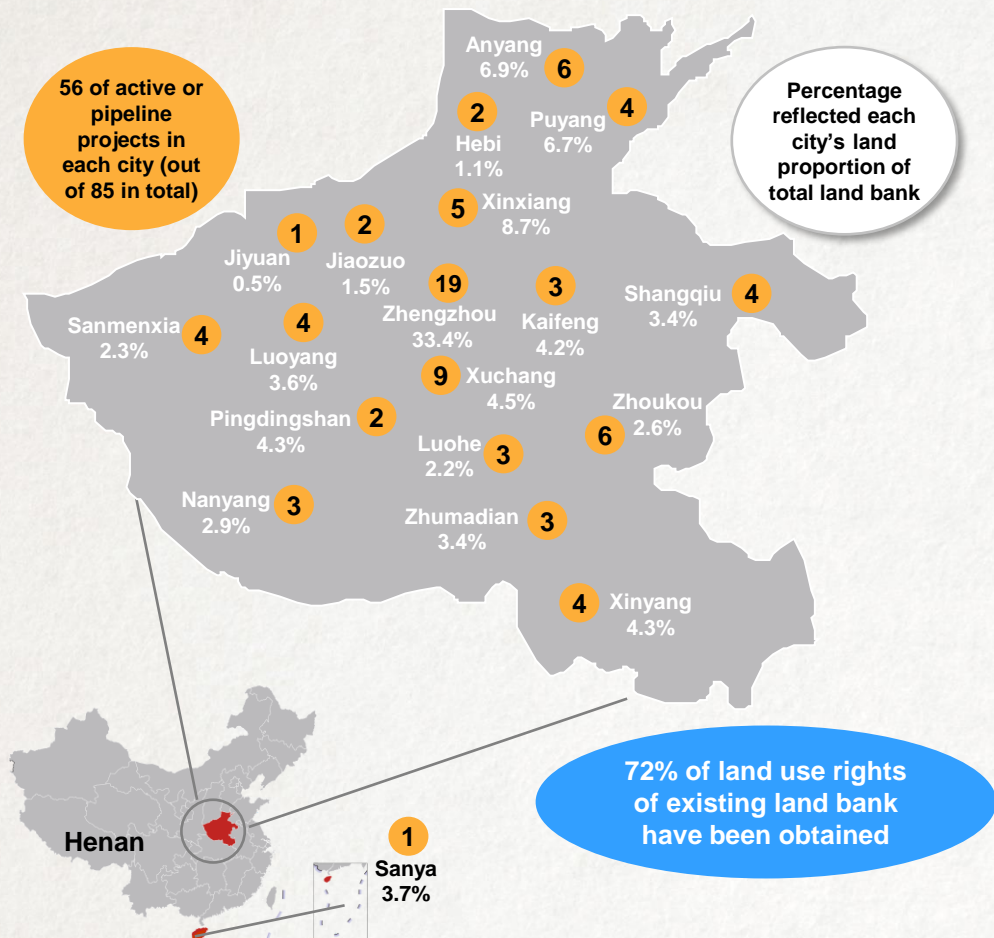 56 of active or
pipeline
projects in
each city (out
of 85 in total)
Percentage
reflected each
city's land
proportion of
total land bank
Anyang
6.9%
6
2
Hebi
1.1%
4
Puyang
6.7%
5
Xinxiang
8.7%
1
Jiyuan
0.5%
2
Jiaozuo
1.5%
19
Zhengzhou
33.4%
3
Kaifeng
4.2%
Shangqiu
3.4%
4
Sanmenxia
2.3%
4
4
Luoyang
3.6%
9
Xuchang
4.5%
Pingdingshan
4.3%
2
Zhoukou
2.6%
6
Luohe
2.2%
3
Nanyang
2.9%
3
Zhumadian
3.4%
3
4
Xinyang
4.3%
72% of land use rights
of existing land bank
have been obtained
Henan
1
Sanya
3.7%